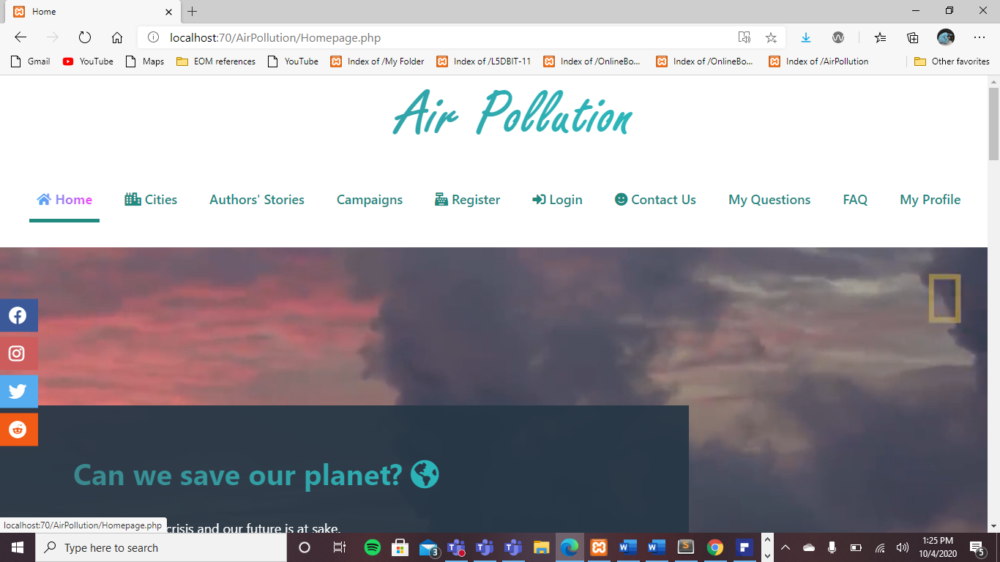 Home
localhost:70/AirPollution/Homepage.php
Gmail YouTube Maps EOM references YouTube Index of /My Folder Index of /L5DBIT-11 Index of /OnlineBo... Index of /OnlineBo... Index of /AirPollution Other favorites
Air Pollution
Home Cities Authors' Stories Campaigns Register Login Contact Us My Questions FAQ My Profile
Can we save our planet?
crisis and our future is at sake.
localhost:70/AirPollution/Homepage.php
Type here to search
3
1:25 PM
10/4/2020
5